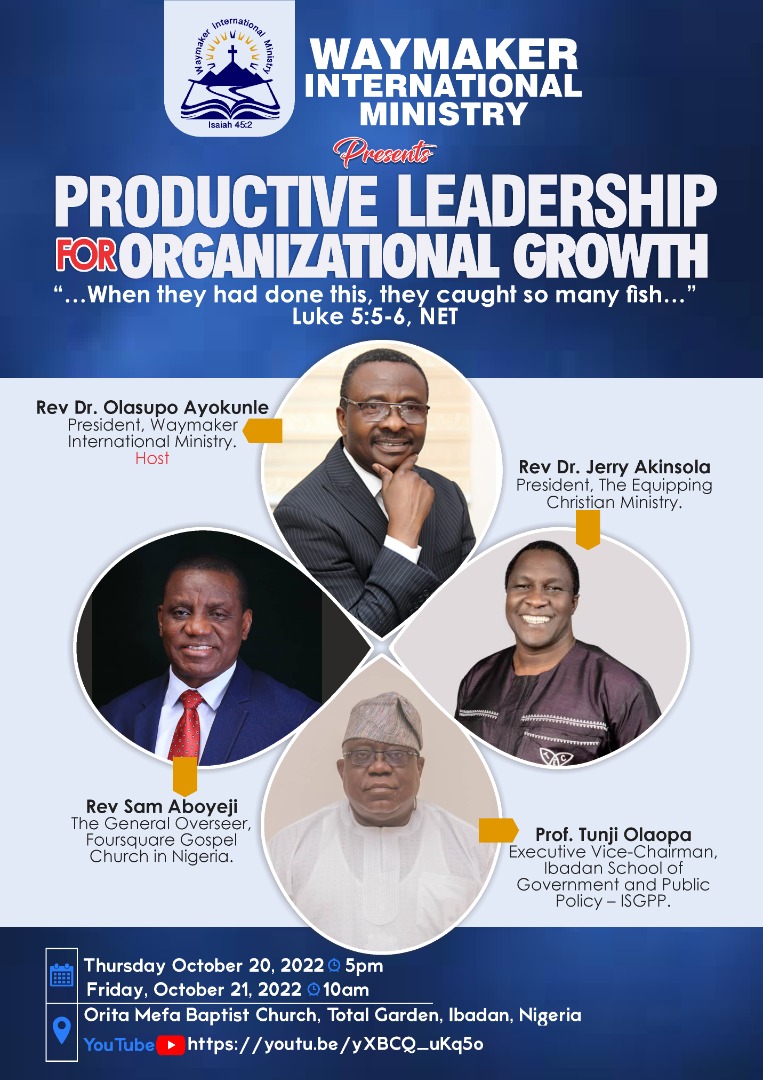 Waymaker International Ministry
Isaiah 45:2
WAYMAKER
INTERNATIONAL
MINISTRY
Presents
PRODUCTIVE LEADERSHIP
FOR ORGANIZATIONAL GROWTH
“...When they had done this, they caught so many fish...”
Luke 5:5-6, NET
Rev Dr. Olasupo Ayokunle
President, Waymaker
International Ministry.
Host
Rev Dr. Jerry Akinsola
President, The Equipping
Christian Ministry.
Rev Sam Aboyeji
The General Overseer,
Foursquare Gospel
Church in Nigeria.
Prof. Tunji Olaopa
Executive Vice-Chairman,
Ibadan School of
Government and Public
Policy – ISGPP.
Thursday October 20, 2022 5pm
Friday, October 21, 2022 10am
Orita Mefa Baptist Church, Total Garden, Ibadan, Nigeria
YouTube https://youtu.be/yXBCQ_uKq5o